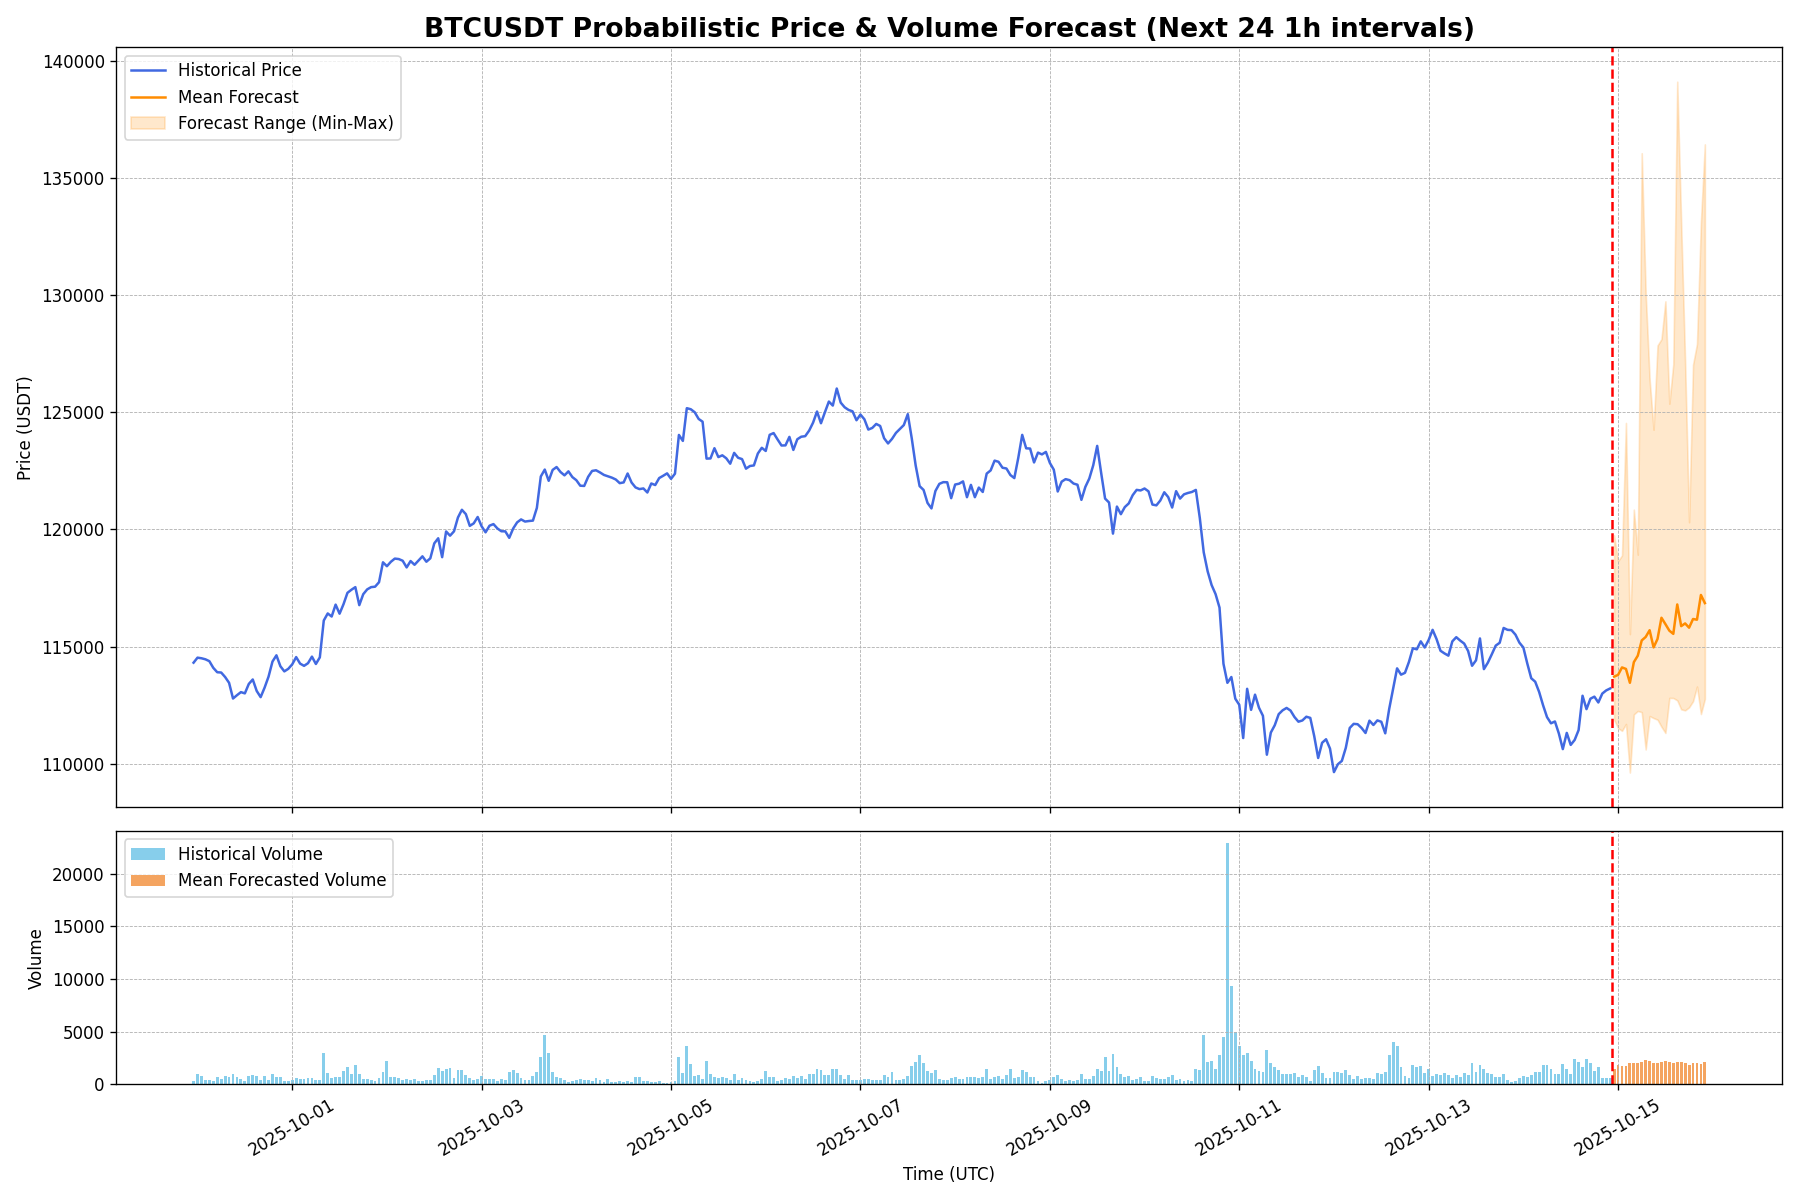 BTCUSDT Probabilistic Price & Volume Forecast (Next 24 1h intervals)
Historical Price
Mean Forecast
Forecast Range (Min-Max)
140000
135000
130000
125000
120000
115000
110000
Price (USDT)
Historical Volume
Mean Forecasted Volume
20000
15000
10000
5000
0
Volume
2025-10-01
2025-10-03
2025-10-05
2025-10-07
2025-10-09
2025-10-11
2025-10-13
2025-10-15
Time (UTC)